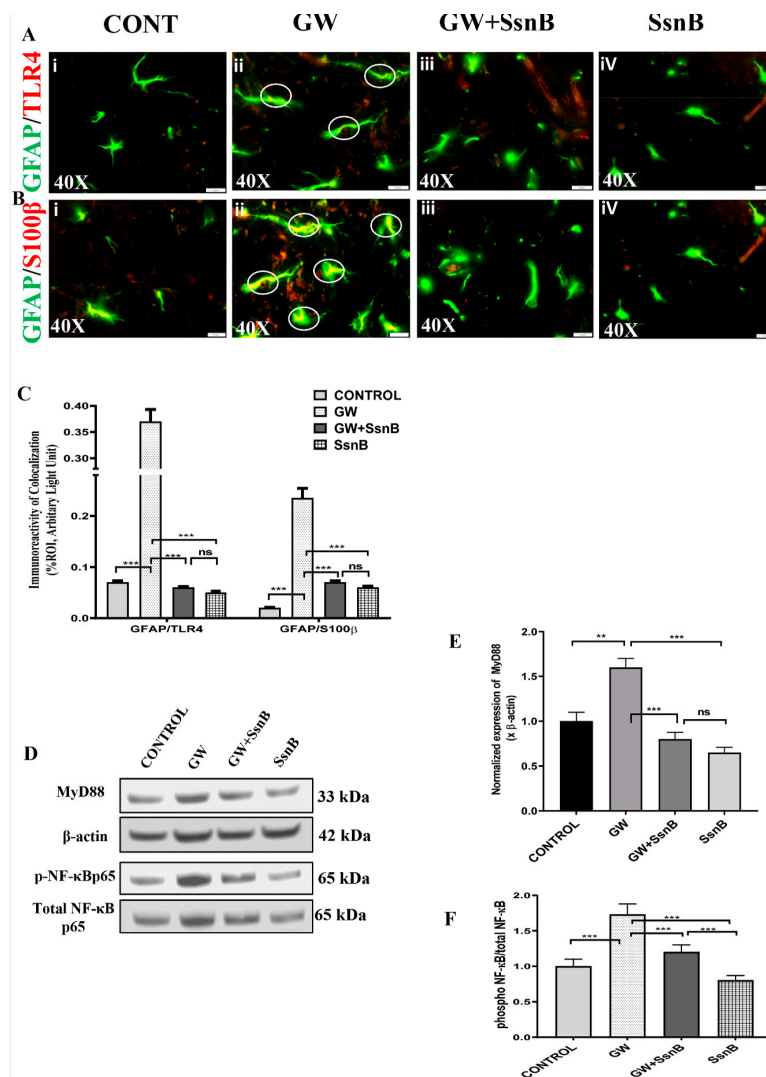 CONT GW GW+SsnB SsnB
A
GFAP/TLR4
i ii iii iV
40X 40X 40X 40X
B
GFAP/S100β
i ii iii iV
40X 40X 40X 40X
C
Immunoreactivity of Colocalization
(%ROI, Arbitary Light Unit)
0.40
0.35
0.30
0.2
0.1
0.0
CONTROL
GW
GW+SsnB
SsnB
*** *** *** ns
*** *** *** ns
GFAP/TLR4 GFAP/S100β
D
CONTROL GW GW+SsnB SsnB
MyD88 33 kDa
β-actin 42 kDa
p-NF-κBp65 65 kDa
Total NF-κB
p65 65 kDa
E
Normalized expression of MyD88
(x β-actin)
2.0
1.5
1.0
0.5
0.0
** *** *** ns
CONTROL GW GW+SsnB SsnB
F
phospho NF-κB/total NF-κB
2.0
1.5
1.0
0.5
0.0
*** *** *** ***
CONTROL GW GW+SsnB SsnB